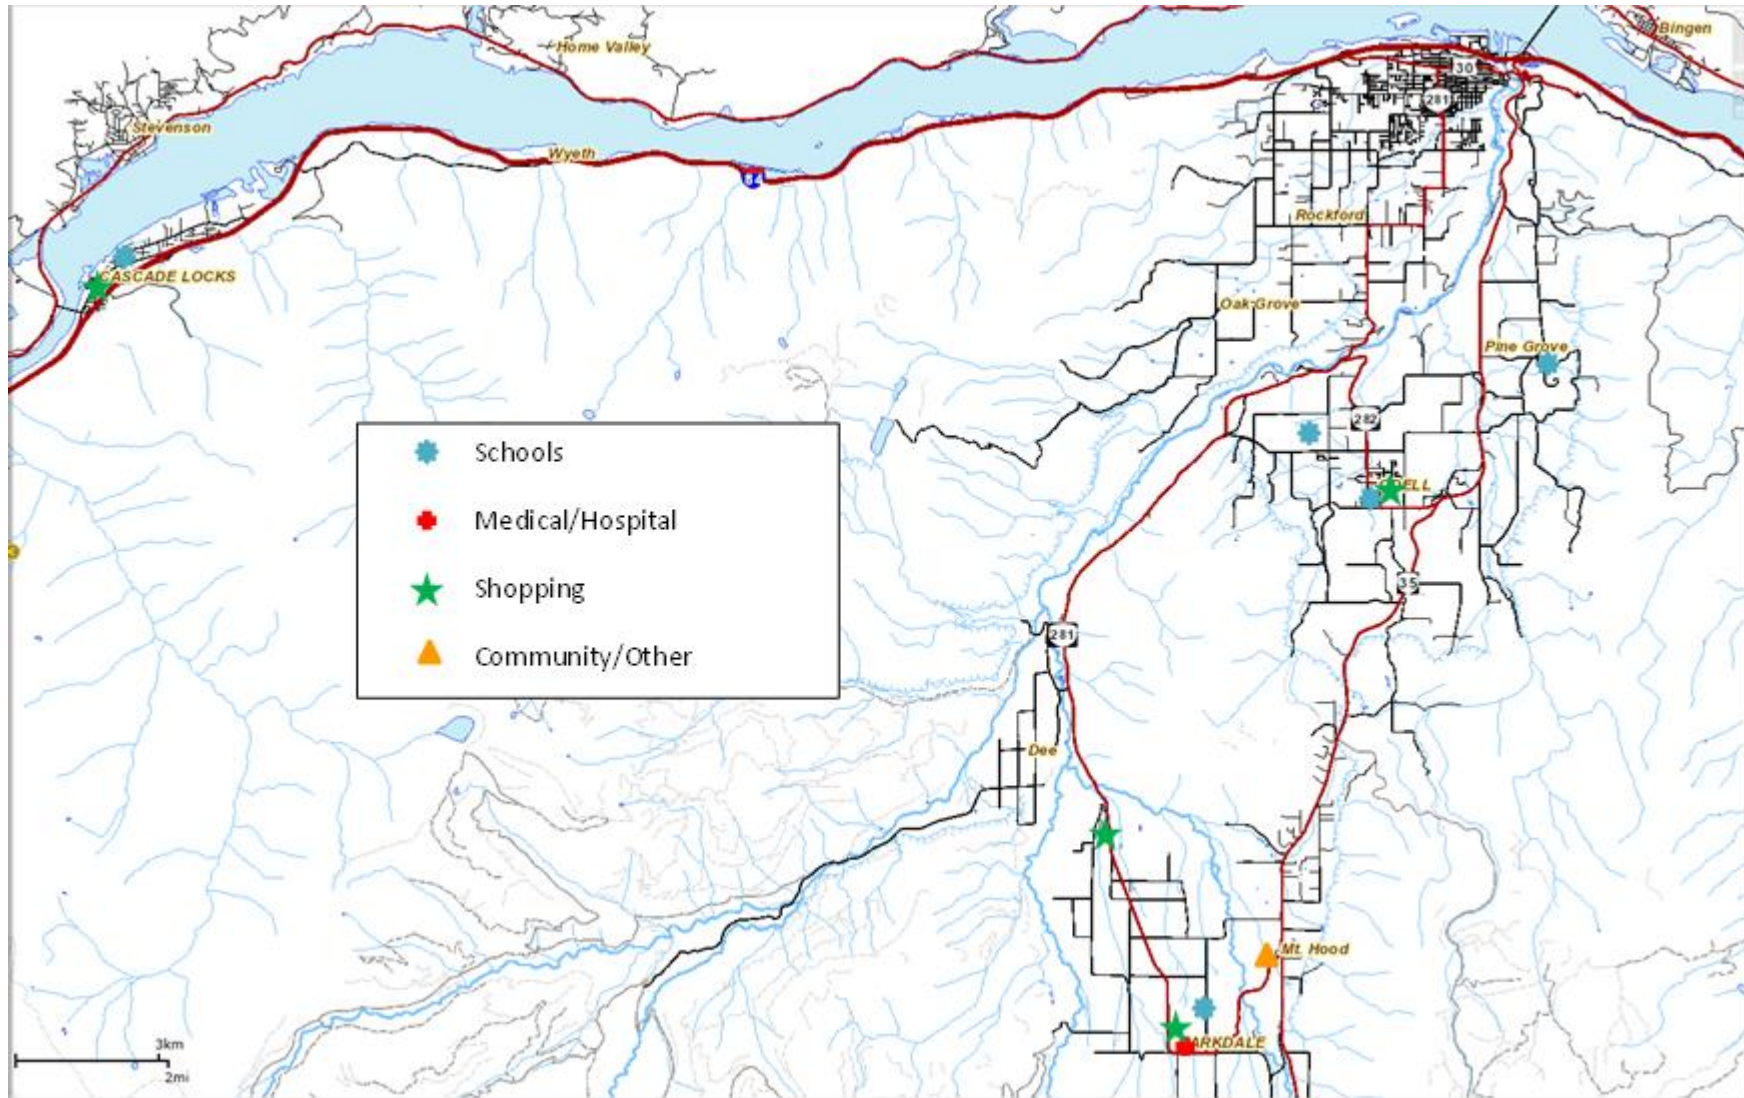 Home Valley
Bingen
30
281
Stevenson
Wyeth
Rockford
CASCADE LOCKS
Oak Grove
Pine Grove
282
Schools
Medical/Hospital
Shopping
Community/Other
35
281
Dee
Mt. Hood
ARKDALE
3km
2mi